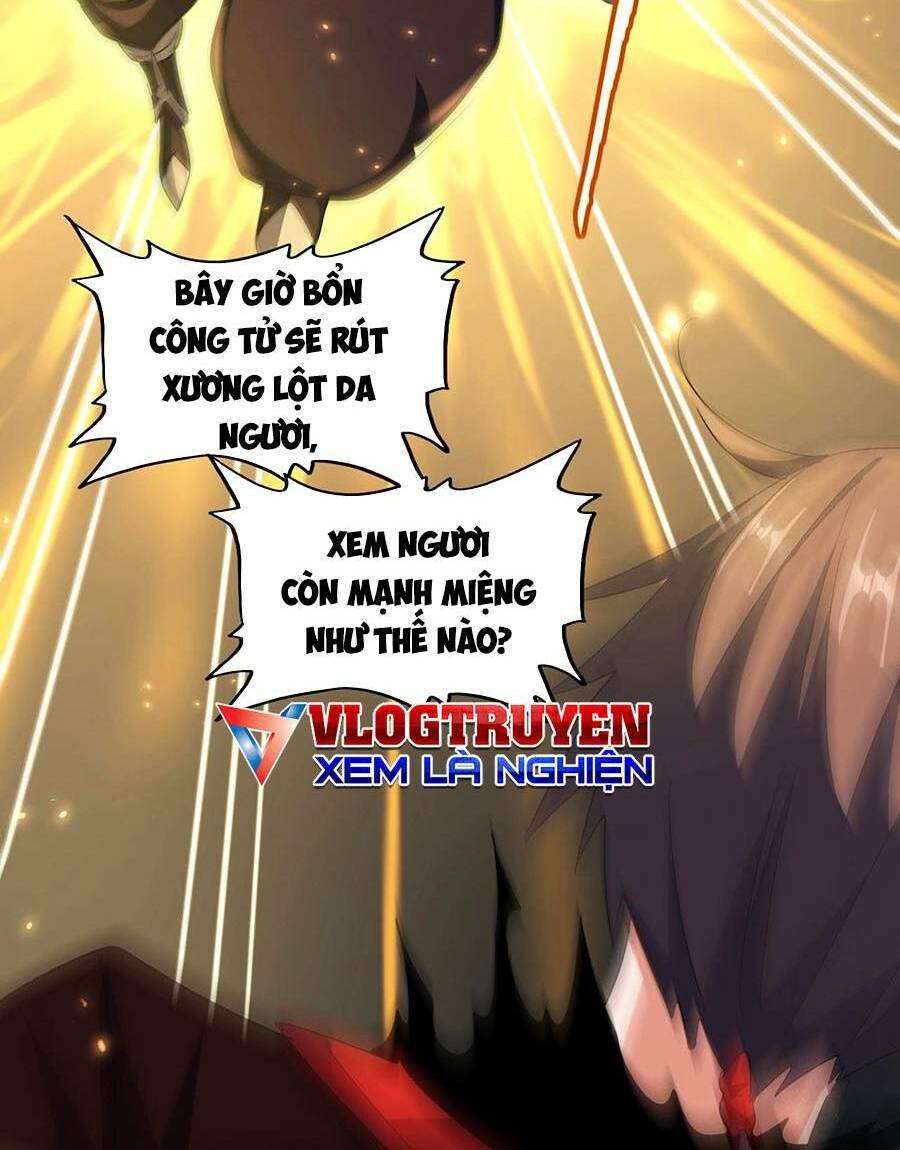 BÂY GIỜ BỔN
CÔNG TỬ SẼ RÚT
XƯƠNG LỘT DA
NGƯƠI,
XEM NGƯƠI
CÒN MẠNH MIỆNG
NHƯ THẾ NÀO?
VLOGTRUYEN
XEM LÀ NGHIỆN